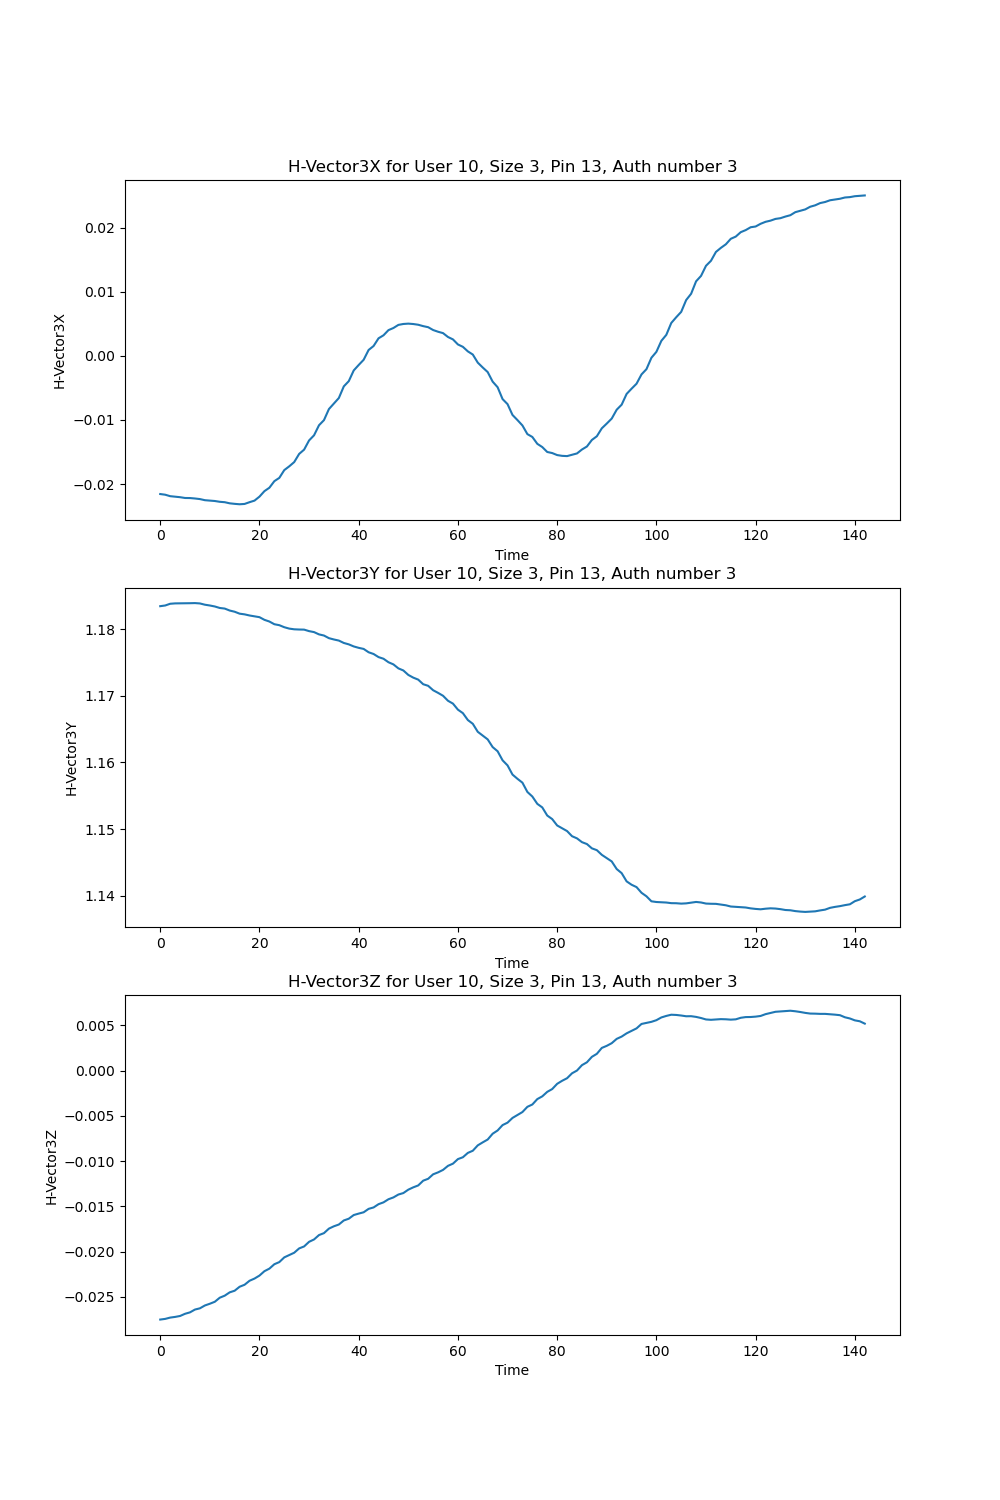 H-Vector3X for User 10, Size 3, Pin 13, Auth number 3
H-Vector3X
0.02
0.01
0.00
−0.01
−0.02
0 20 40 60 80 100 120 140
Time
H-Vector3Y for User 10, Size 3, Pin 13, Auth number 3
H-Vector3Y
1.18
1.17
1.16
1.15
1.14
0 20 40 60 80 100 120 140
Time
H-Vector3Z for User 10, Size 3, Pin 13, Auth number 3
H-Vector3Z
0.005
0.000
−0.005
−0.010
−0.015
−0.020
−0.025
0 20 40 60 80 100 120 140
Time